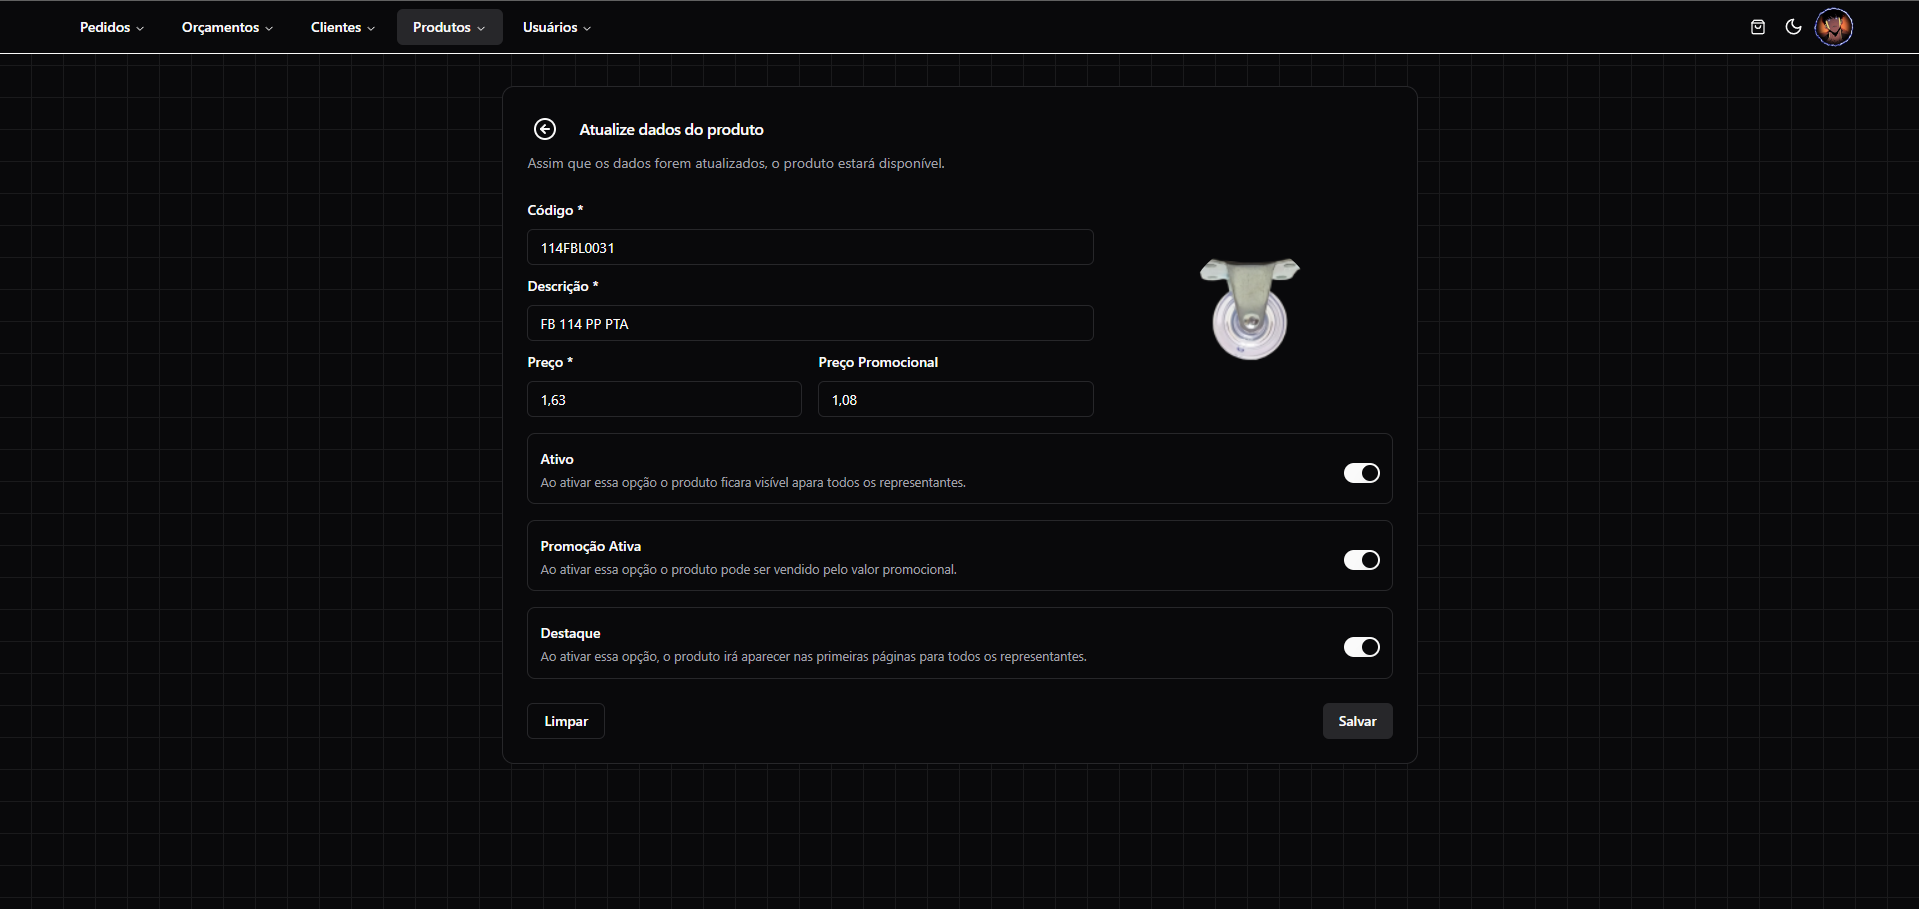 Pedidos
Orçamentos
Clientes
Produtos
Usuários
Atualize dados do produto
Assim que os dados forem atualizados, o produto estará disponível.
Código *
114FBL0031
Descrição *
FB 114 PP PTA
Preço *
Preço Promocional
1,63
1,08
Ativo
Ao ativar essa opção o produto ficara visível apara todos os representantes.
Promoção Ativa
Ao ativar essa opção o produto pode ser vendido pelo valor promocional.
Destaque
Ao ativar essa opção, o produto irá aparecer nas primeiras páginas para todos os representantes.
Limpar
Salvar